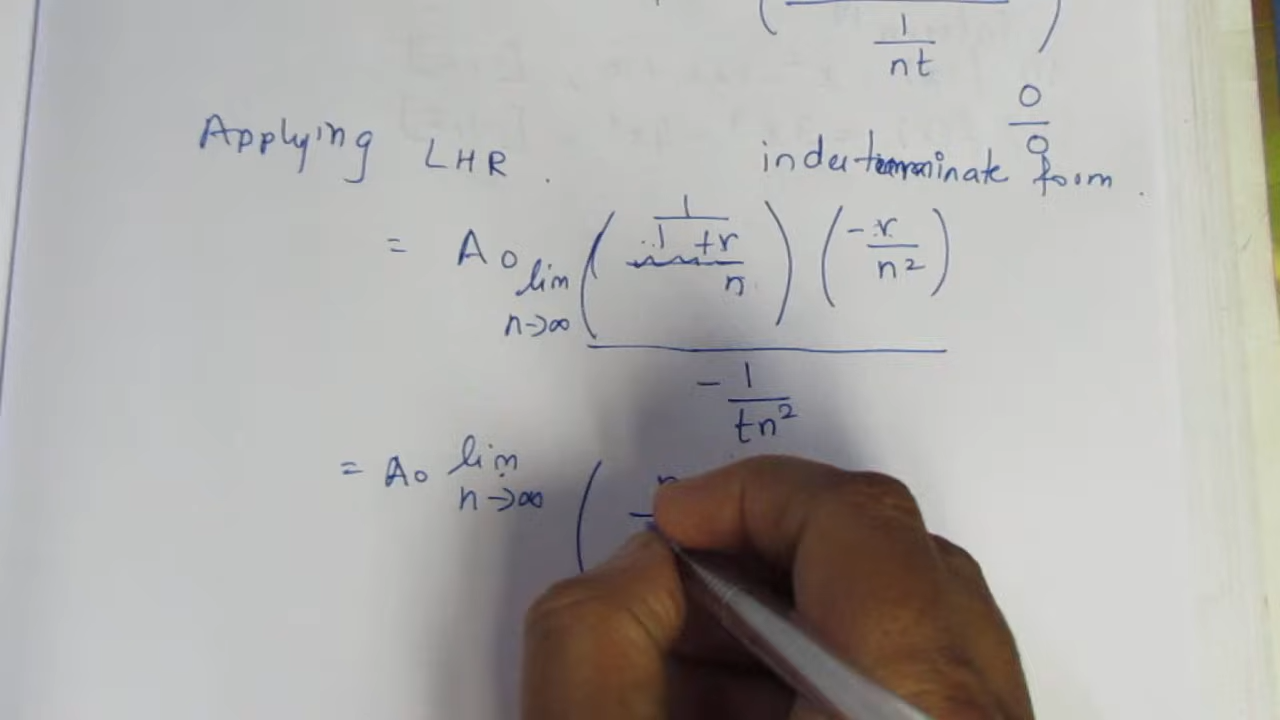 1
nt
0
Applying LHR .
0
indeterminate form .
= A0 lim n→∞ ( 1 / 1 + r / n ) ( -r / n² )
- 1 / tn²
= A0 lim n→∞ ( n